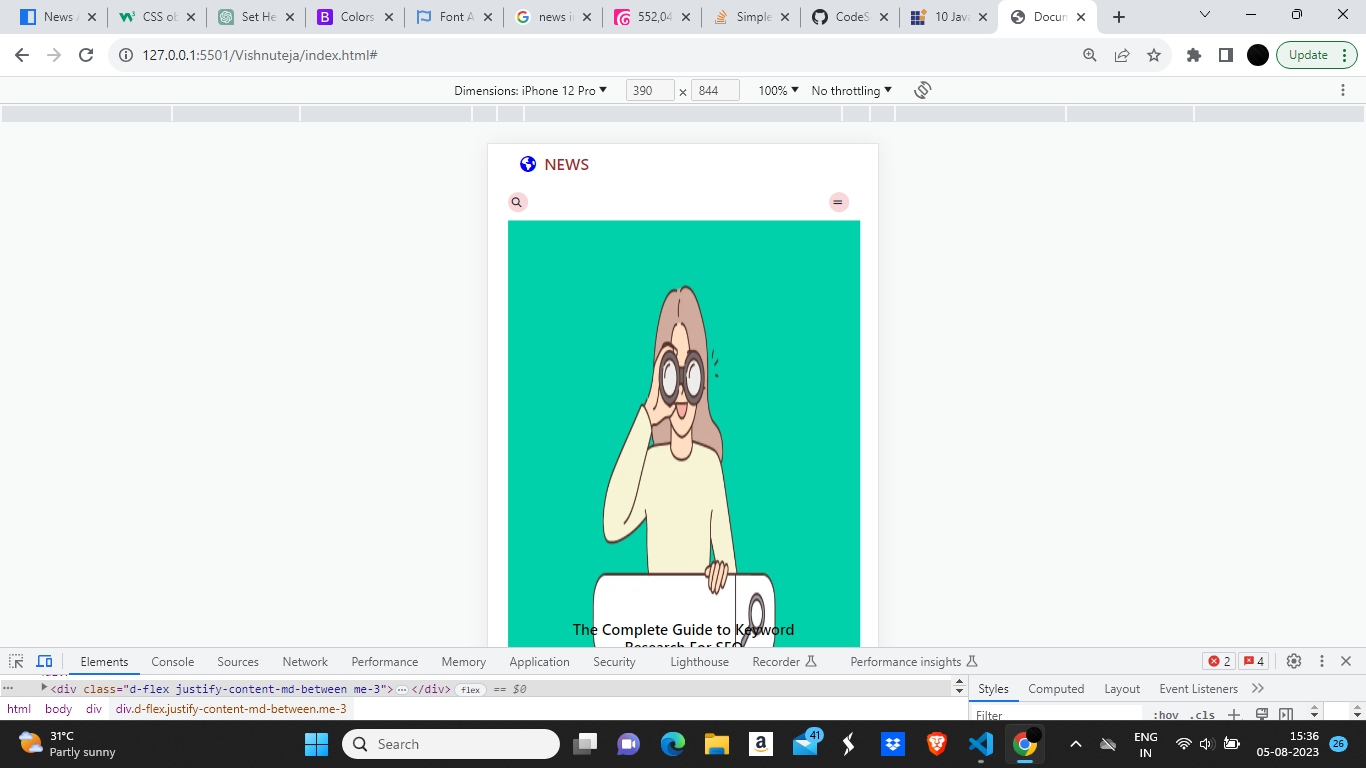 News A
CSS ob
Set He
Colors
Font A
news i
552,04
Simple
CodeS
10 Java
Docum
127.0.0.1:5501/Vishnuteja/index.html#
Update
Dimensions: iPhone 12 Pro
390 × 844
100%
No throttling
NEWS
The Complete Guide to Keyword
Research For SEO
Elements
Console
Sources
Network
Performance
Memory
Application
Security
Lighthouse
Recorder
Performance insights
2
4
<div class="d-flex justify-content-md-between me-3">…</div> flex == $0
Styles
Computed
Layout
Event Listeners
html body div div.d-flex.justify-content-md-between.me-3
Filter
:hov .cls
31°C
Partly sunny
Search
41
ENG
IN
15:36
05-08-2023
26